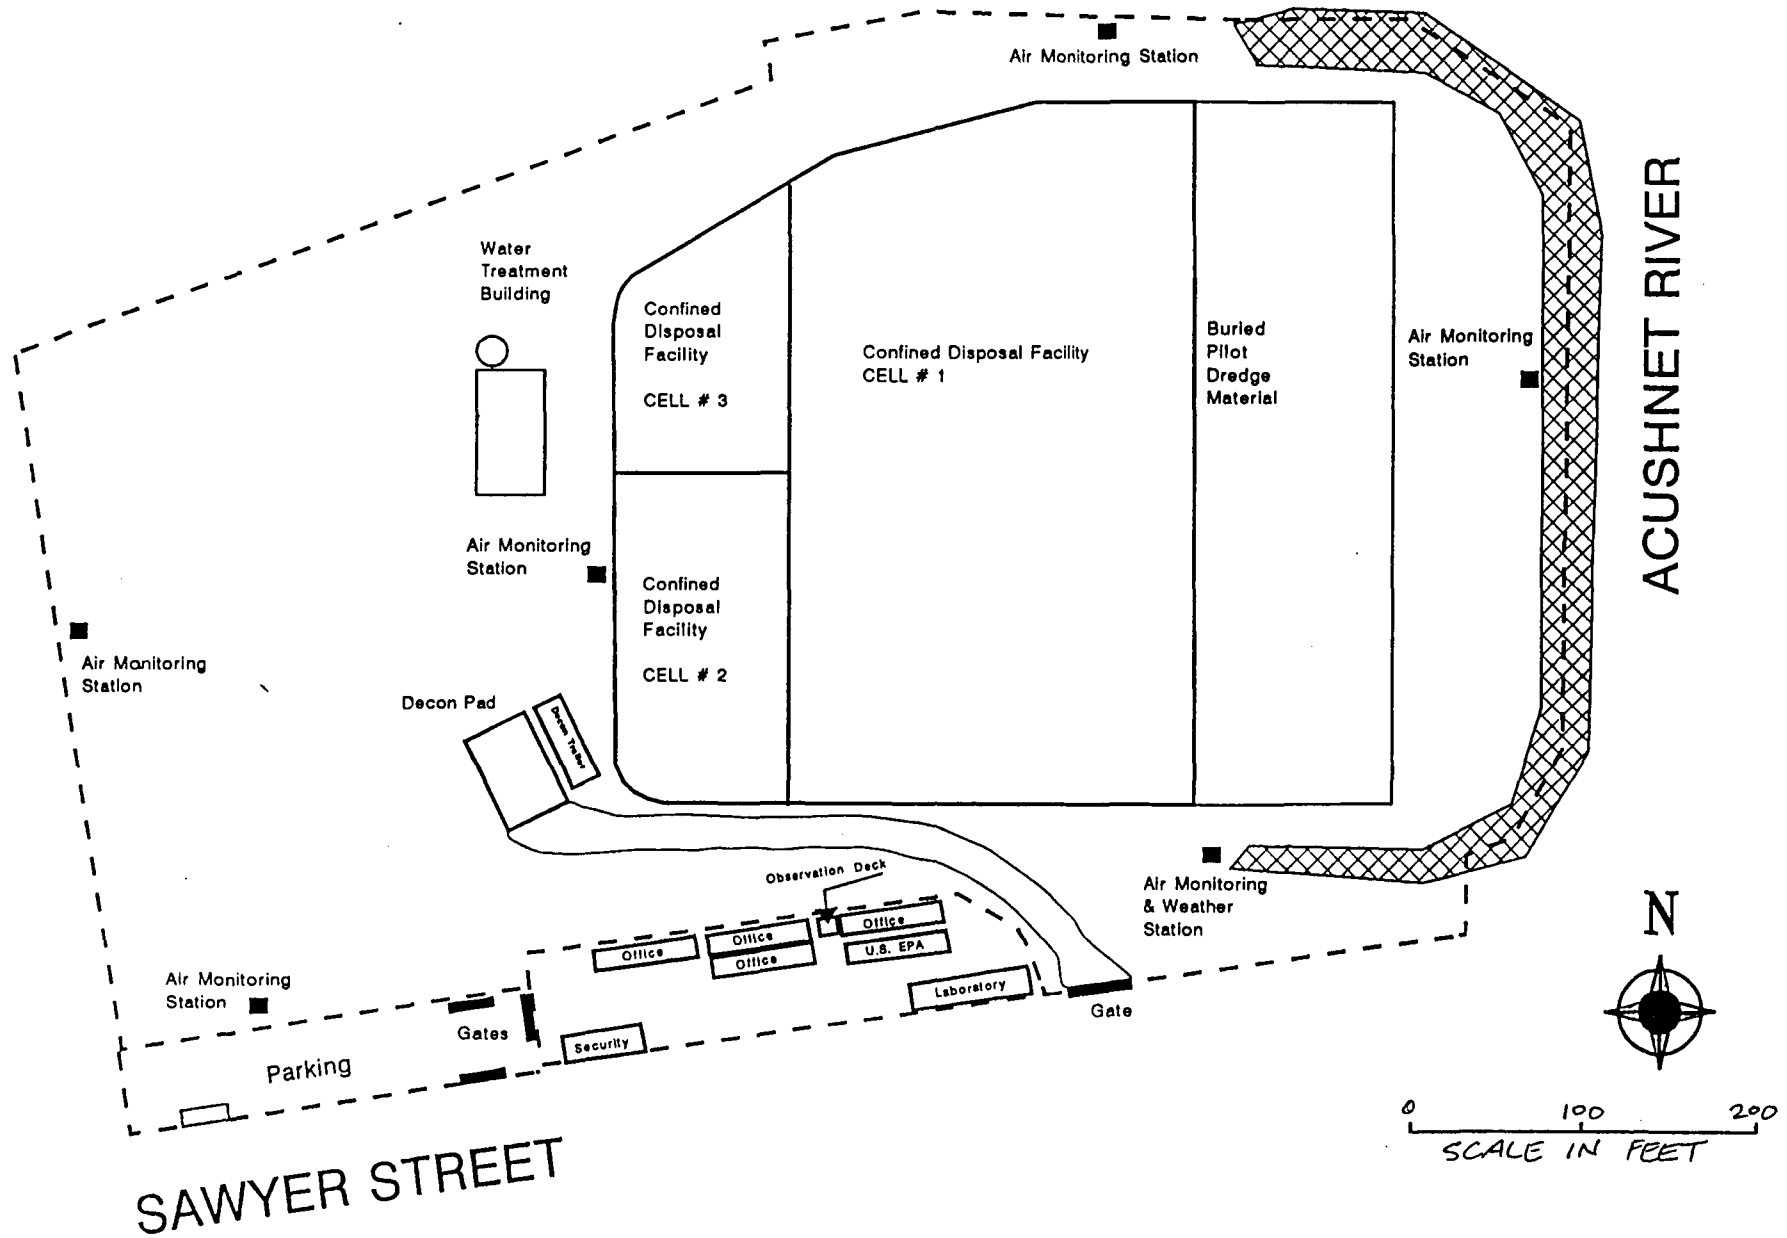 Air Monitoring Station
ACUSHNET RIVER
Water
Treatment
Building
Confined
Disposal
Facility
CELL # 3
Confined Disposal Facility
CELL # 1
Buried
Pilot
Dredge
Material
Air Monitoring
Station
Air Monitoring
Station
Confined
Disposal
Facility
CELL # 2
Air Monitoring
Station
Decon Pad
Decon Trailer
Observation Deck
Air Monitoring
& Weather
Station
N
Office
Office
Office
Office
U.S. EPA
Laboratory
Gate
Air Monitoring
Station
Gates
Security
Parking
0 100 200
SCALE IN FEET
SAWYER STREET